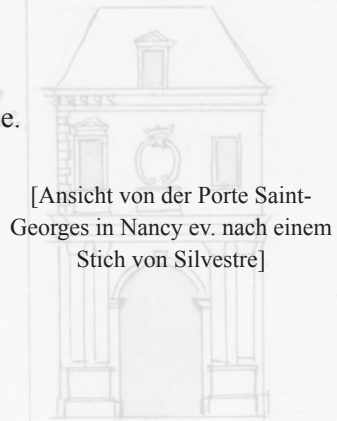 e.
[Ansicht von der Porte Saint-
Georges in Nancy ev. nach einem
Stich von Silvestre]